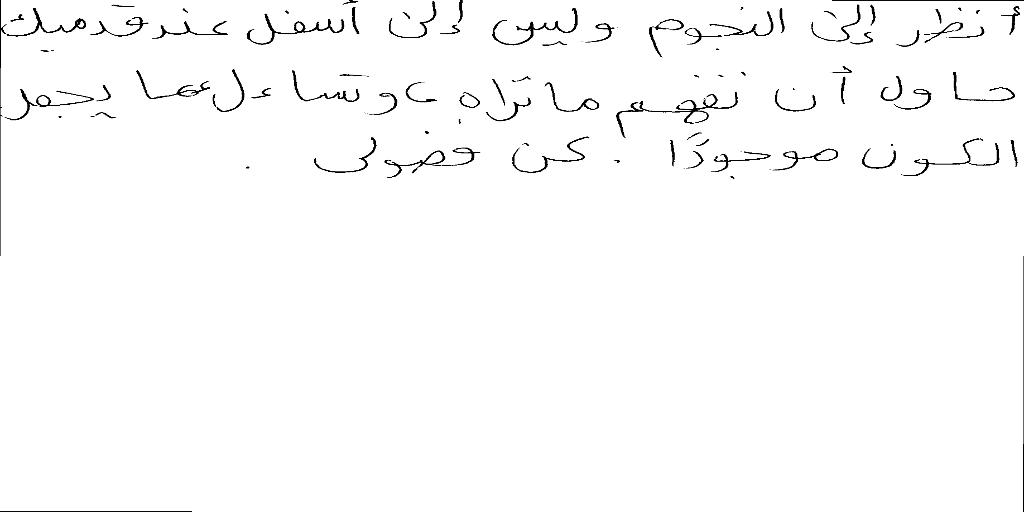 أنظر إلى النجوم وليس إلى أسفل عند قدميك
حاول أن تفهم ما تراه، وتساءل عما يجعل
الكون موجودًا . كن فضولى .